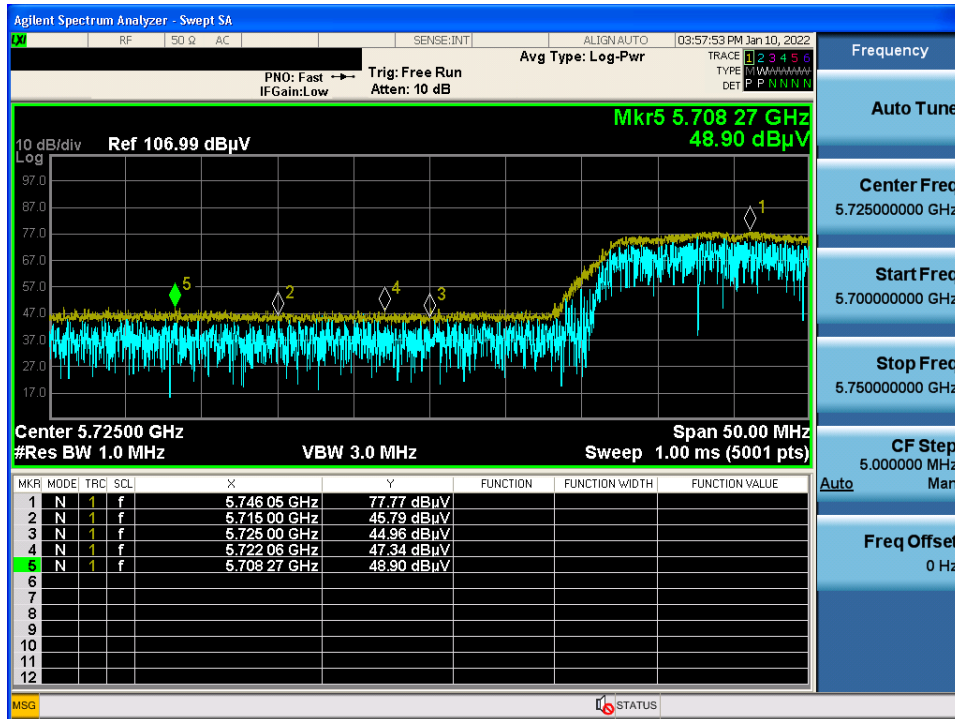 Agilent Spectrum Analyzer - Swept SA
LXI RF 50 Ω AC SENSE:INT ALIGN AUTO 03:57:53 PM Jan 10, 2022
Frequency
PNO: Fast Trig: Free Run Avg Type: Log-Pwr TRACE 1 2 3 4 5 6
IFGain:Low Atten: 10 dB TYPE M W W W W W
DET P P N N N N
Auto Tune
Mkr5 5.708 27 GHz
48.90 dBµV
10 dB/div Ref 106.99 dBµV
Log
97.0
87.0
77.0
67.0
57.0
47.0
37.0
27.0
17.0
1
5 2 4 3
Center 5.72500 GHz Span 50.00 MHz
#Res BW 1.0 MHz VBW 3.0 MHz Sweep 1.00 ms (5001 pts)
MKR MODE TRC SCL X Y FUNCTION FUNCTION WIDTH FUNCTION VALUE
1 N 1 f 5.746 05 GHz 77.77 dBµV
2 N 1 f 5.715 00 GHz 45.79 dBµV
3 N 1 f 5.725 00 GHz 44.96 dBµV
4 N 1 f 5.722 06 GHz 47.34 dBµV
5 N 1 f 5.708 27 GHz 48.90 dBµV
6
7
8
9
10
11
12
Center Freq
5.725000000 GHz
Start Freq
5.700000000 GHz
Stop Freq
5.750000000 GHz
CF Step
5.000000 MHz
Auto Man
Freq Offset
0 Hz
MSG STATUS